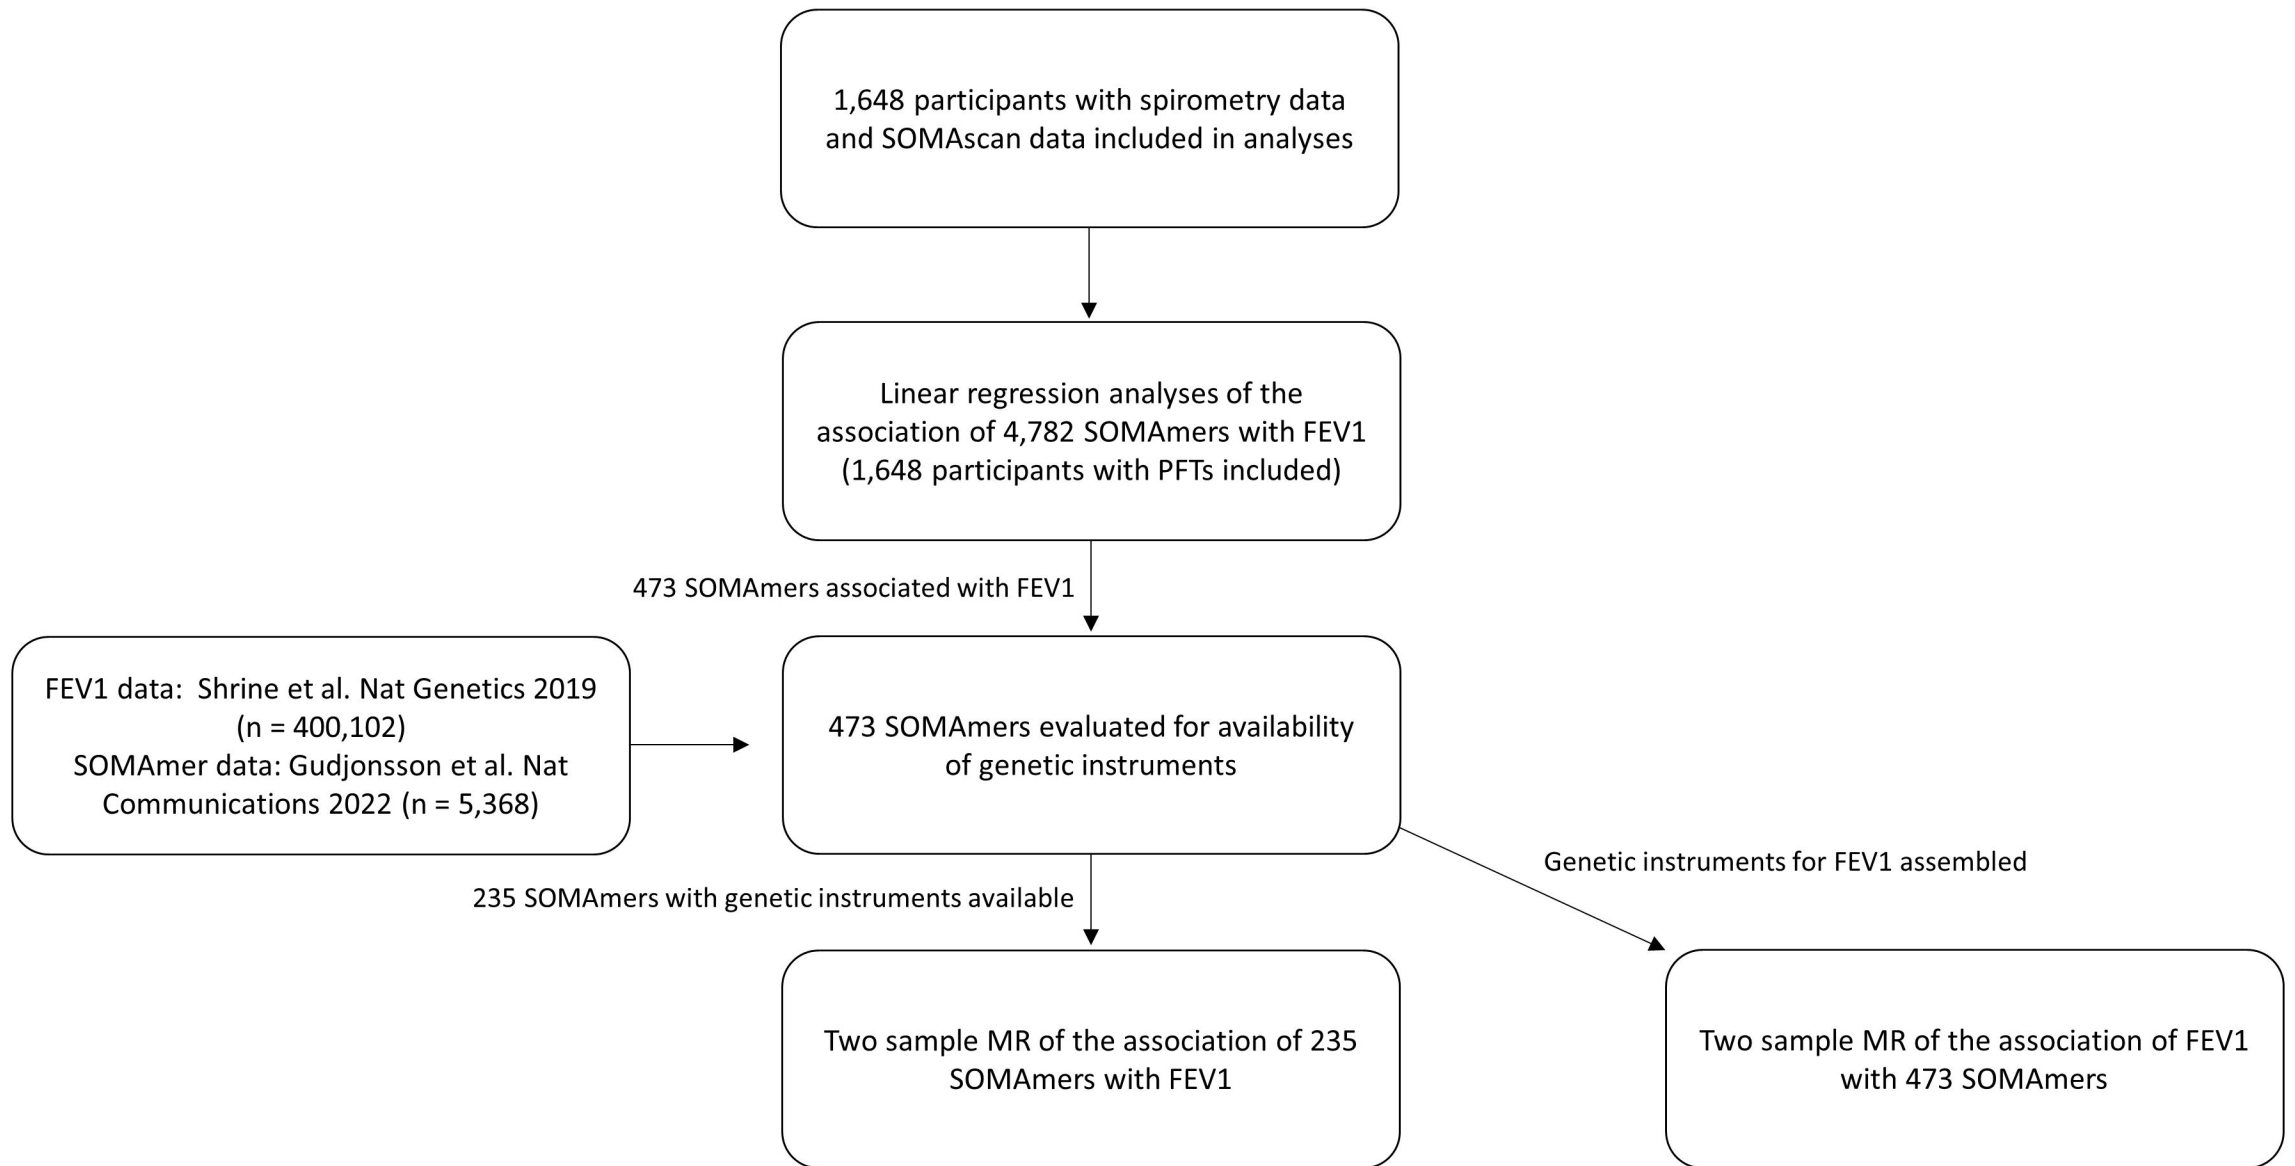 1,648 participants with spirometry data
and SOMAscan data included in analyses
Linear regression analyses of the
association of 4,782 SOMAmers with FEV1
(1,648 participants with PFTs included)
473 SOMAmers associated with FEV1
FEV1 data:  Shrine et al. Nat Genetics 2019
(n = 400,102)
SOMAmer data: Gudjonsson et al. Nat
Communications 2022 (n = 5,368)
473 SOMAmers evaluated for availability
of genetic instruments
Genetic instruments for FEV1 assembled
235 SOMAmers with genetic instruments available
Two sample MR of the association of 235
SOMAmers with FEV1
Two sample MR of the association of FEV1
with 473 SOMAmers